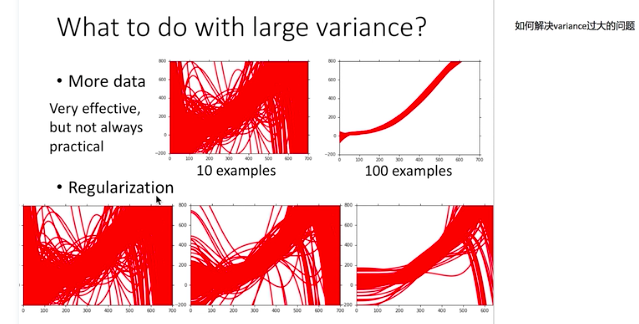 What to do with large variance?
如何解决variance过大的问题
• More data
Very effective,
but not always
practical
800
600
400
200
0
−200
0 100 200 300 400 500 600 700
10 examples
800
600
400
200
0
−200
0 100 200 300 400 500 600 700
100 examples
• Regularization
0
0 100 200 300 400 500 600 700
800
600
400
200
0
−200
0 100 200 300 400 500 600 700
800
600
400
200
0
−200
0 100 200 300 400 500 600